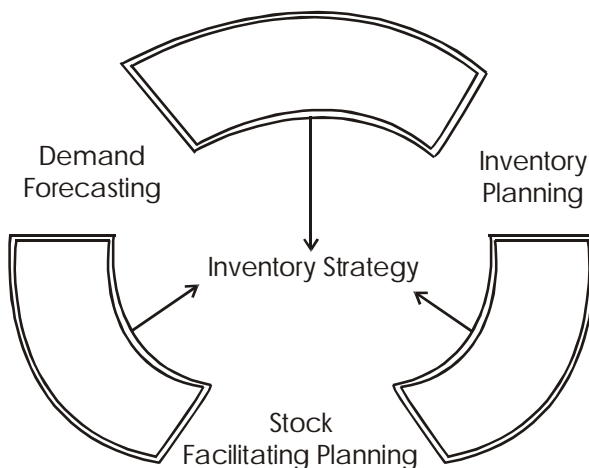 Demand
Forecasting
Inventory
Planning
Inventory Strategy
Stock
Facilitating Planning